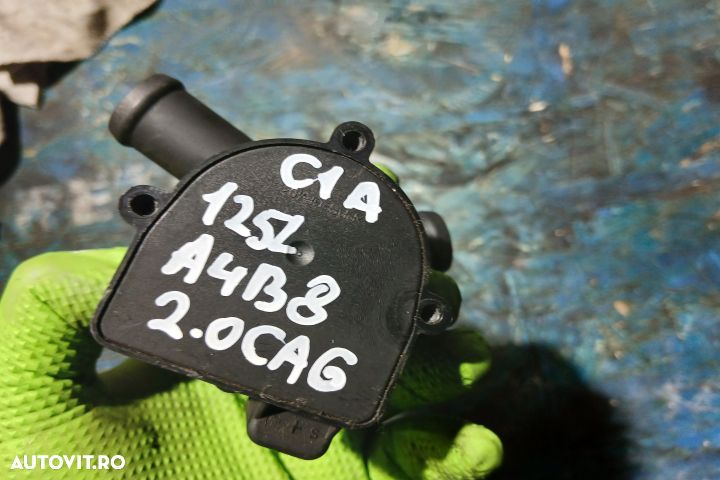 C1A
125L
A4B8
2.0CAG
AUTOVIT.RO